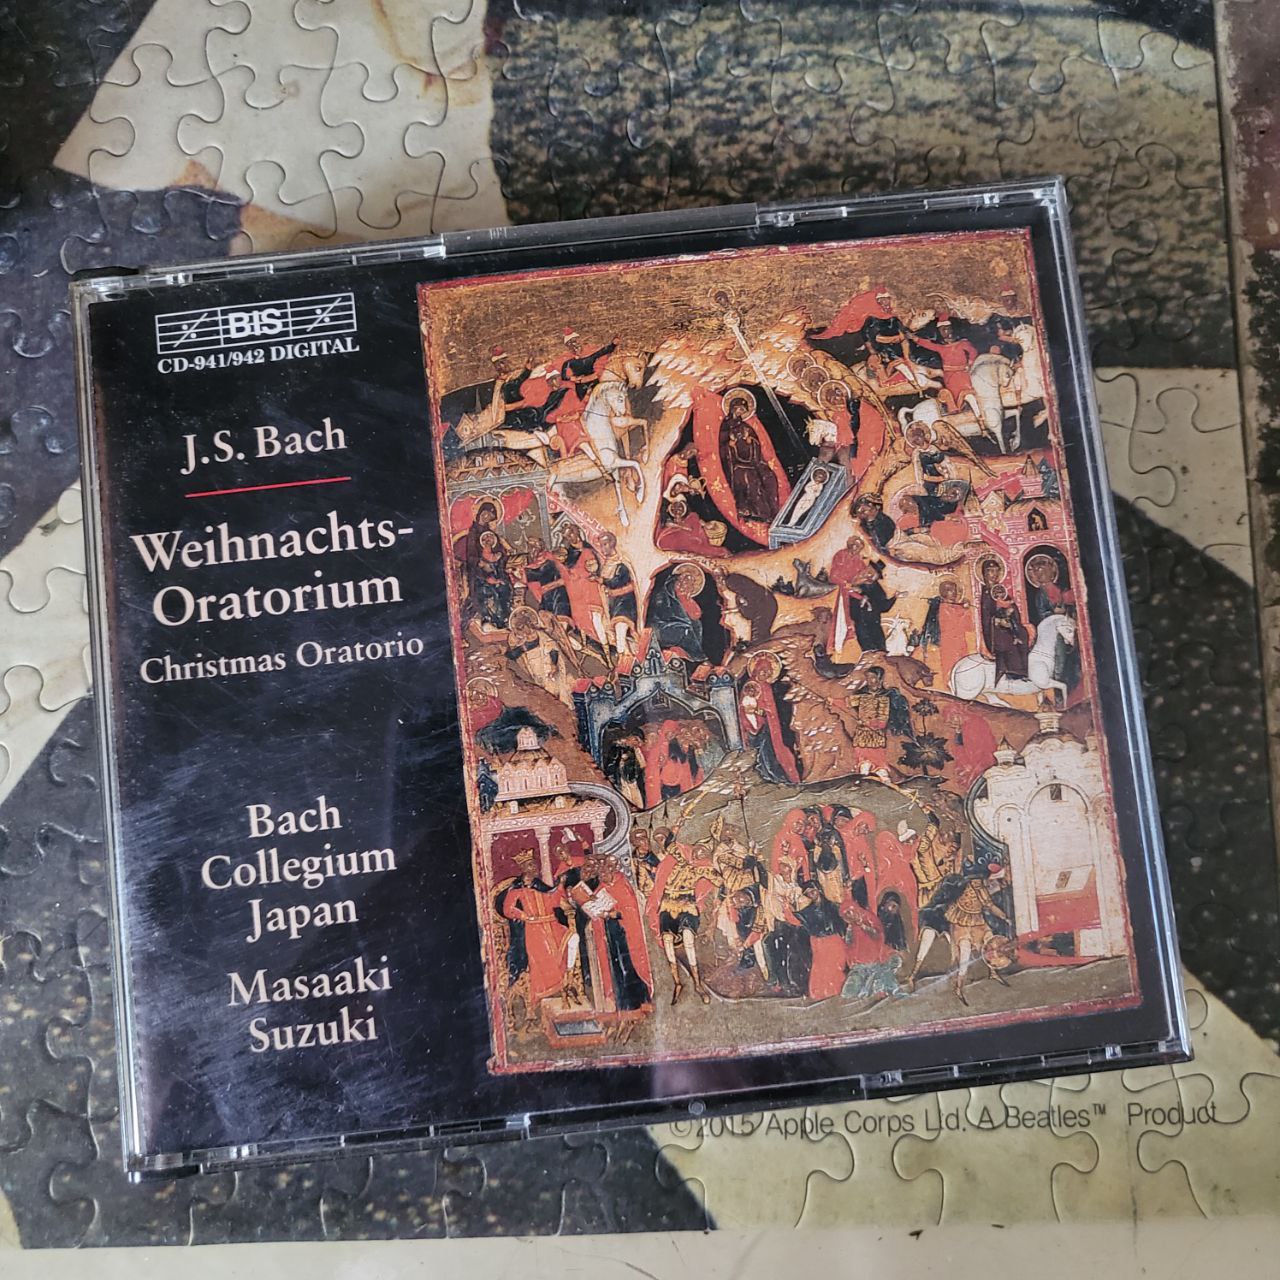 BIS
CD-941/942 DIGITAL
J.S. Bach
Weihnachts-
Oratorium
Christmas Oratorio
Bach
Collegium
Japan
Masaaki
Suzuki
©2015 Apple Corps Ltd. A Beatles™ Product